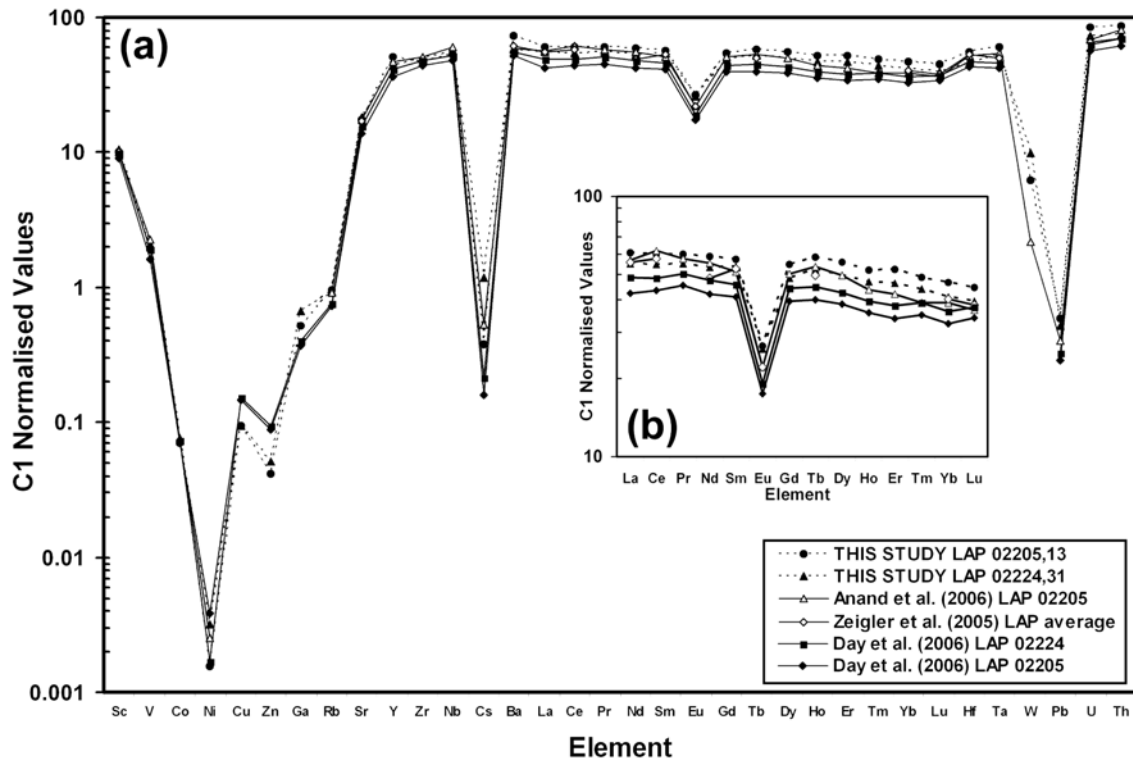 (a)
C1 Normalised Values
100
10
1
0.1
0.01
0.001
Sc V Co Ni Cu Zn Ga Rb Sr Y Zr Nb Cs Ba La Ce Pr Nd Sm Eu Gd Tb Dy Ho Er Tm Yb Lu Hf Ta W Pb U Th
Element
(b)
C1 Normalised Values
100
10
La Ce Pr Nd Sm Eu Gd Tb Dy Ho Er Tm Yb Lu
Element
THIS STUDY LAP 02205,13
THIS STUDY LAP 02224,31
Anand et al. (2006) LAP 02205
Zeigler et al. (2005) LAP average
Day et al. (2006) LAP 02224
Day et al. (2006) LAP 02205